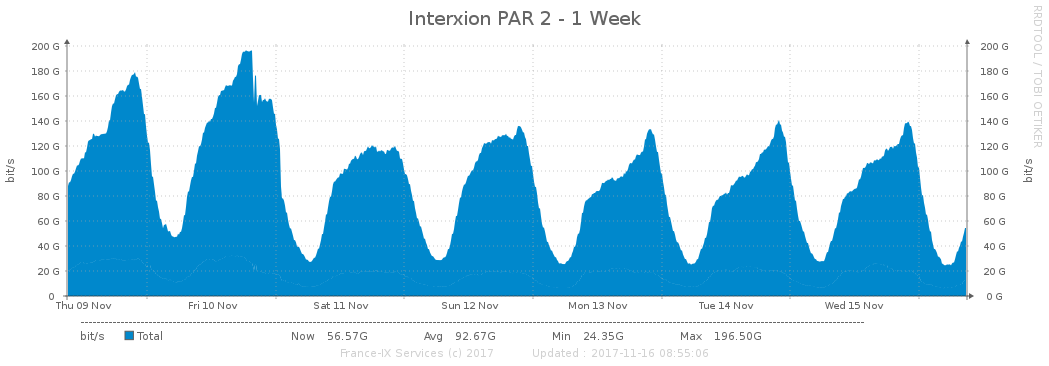 Interxion PAR 2 - 1 Week
RRDTOOL / TOBI OETIKER
bit/s
200 G 200 G
180 G 180 G
160 G 160 G
140 G 140 G
120 G 120 G
100 G 100 G
80 G 80 G
60 G 60 G
40 G 40 G
20 G 20 G
0 0 G
bit/s
Thu 09 Nov Fri 10 Nov Sat 11 Nov Sun 12 Nov Mon 13 Nov Tue 14 Nov Wed 15 Nov
bit/s Total Now 56.57G Avg 92.67G Min 24.35G Max 196.50G
France-IX Services (c) 2017 Updated : 2017-11-16 08:55:06